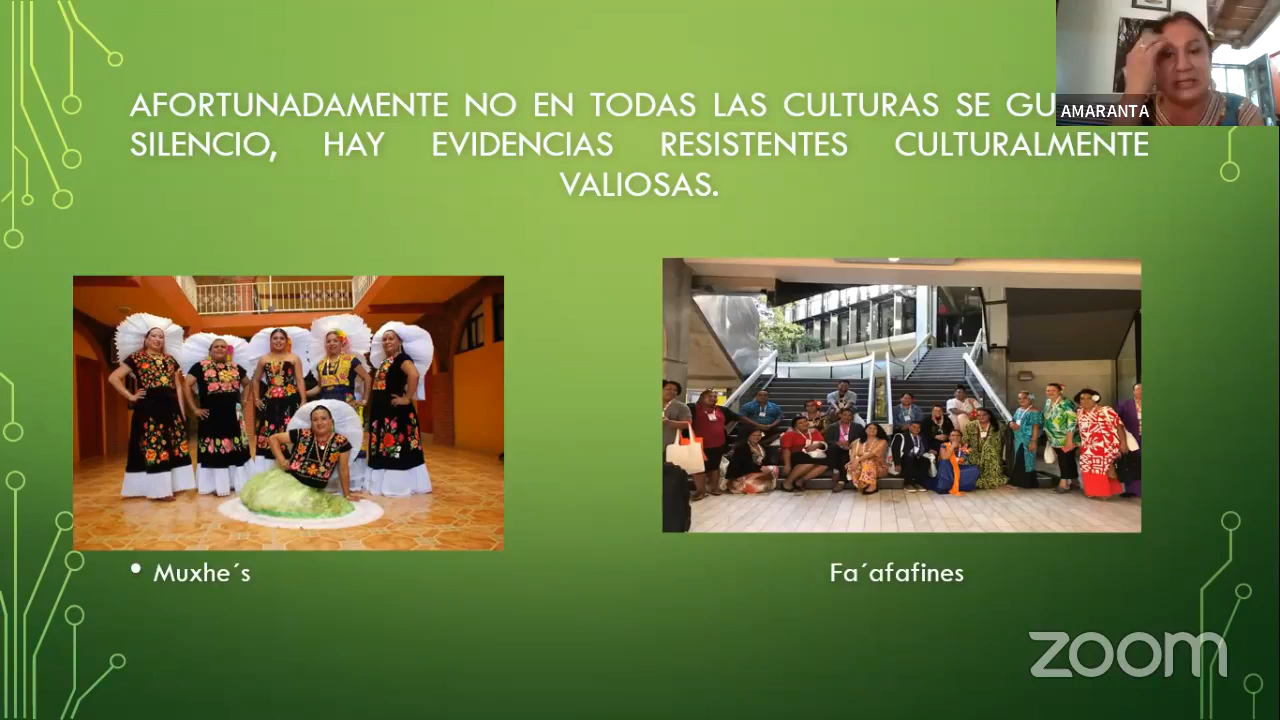 AFORTUNADAMENTE NO EN TODAS LAS CULTURAS SE
AMARANTA
SILENCIO, HAY EVIDENCIAS RESISTENTES CULTURALMENTE
VALIOSAS.
• Muxhe´s
Fa´afafines
zoom